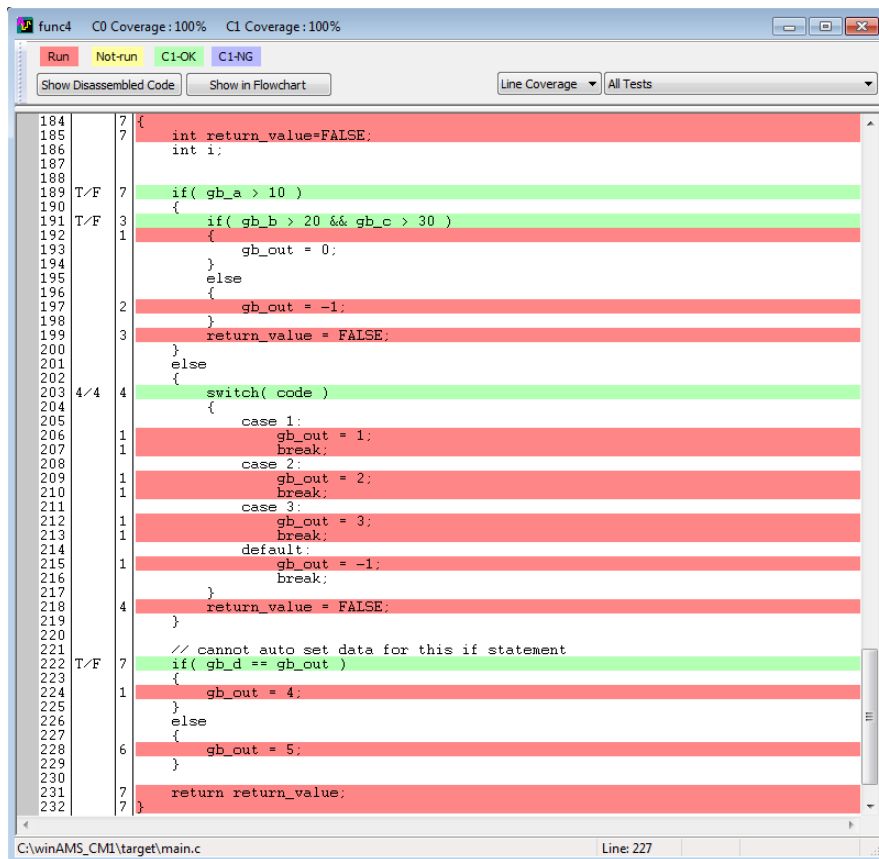 func4 C0 Coverage : 100% C1 Coverage : 100%
Run Not-run C1-OK C1-NG
Show Disassembled Code Show in Flowchart Line Coverage All Tests
184 7 {
185 7 int return_value=FALSE;
186 int i;
187
188
189 T/F 7 if( gb_a > 10 )
190 {
191 T/F 3 if( gb_b > 20 && gb_c > 30 )
192 1 {
193 gb_out = 0;
194 }
195 else
196 {
197 2 gb_out = -1;
198 }
199 3 return_value = FALSE;
200 }
201 else
202 {
203 4/4 4 switch( code )
204 {
205 case 1:
206 1 gb_out = 1;
207 1 break;
208 case 2:
209 1 gb_out = 2;
210 1 break;
211 case 3:
212 1 gb_out = 3;
213 1 break;
214 default:
215 1 gb_out = -1;
216 break;
217 }
218 4 return_value = FALSE;
219 }
220
221 // cannot auto set data for this if statement
222 T/F 7 if( gb_d == gb_out )
223 {
224 1 gb_out = 4;
225 }
226 else
227 {
228 6 gb_out = 5;
229 }
230
231 7 return return_value;
232 7 }
C:\winAMS_CM1\target\main.c Line: 227